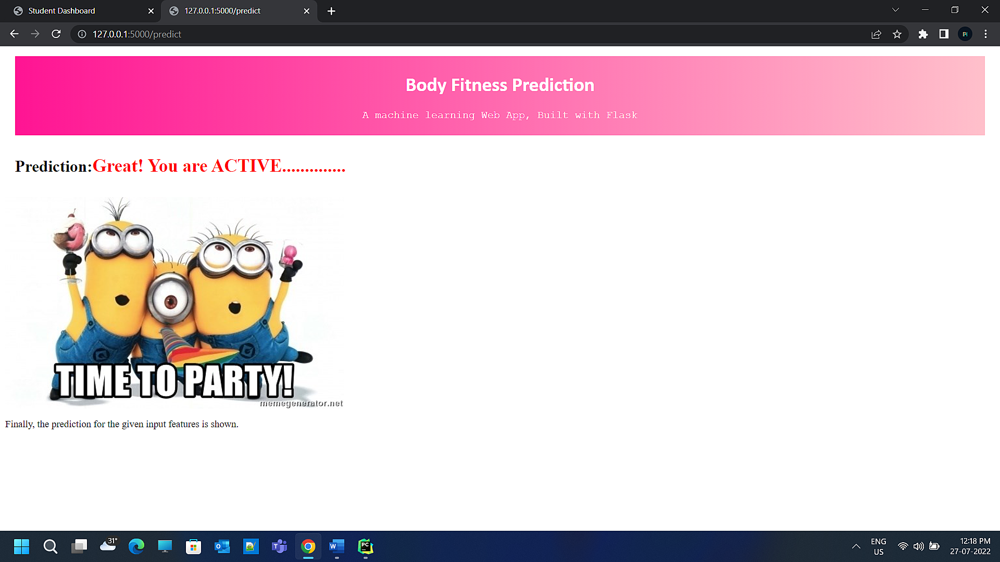 Student Dashboard
127.0.0.1:5000/predict
127.0.0.1:5000/predict
Body Fitness Prediction
A machine learning Web App, Built with Flask
Prediction:Great! You are ACTIVE..............
TIME TO PARTY!
memegenerator.net
Finally, the prediction for the given input features is shown.
31°
PC
ENG
US
12:18 PM
27-07-2022